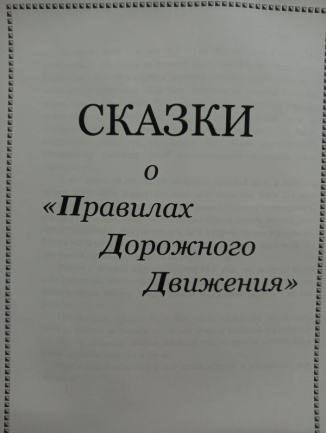 СКАЗКИ
о
«Правилах
Дорожного
Движения»